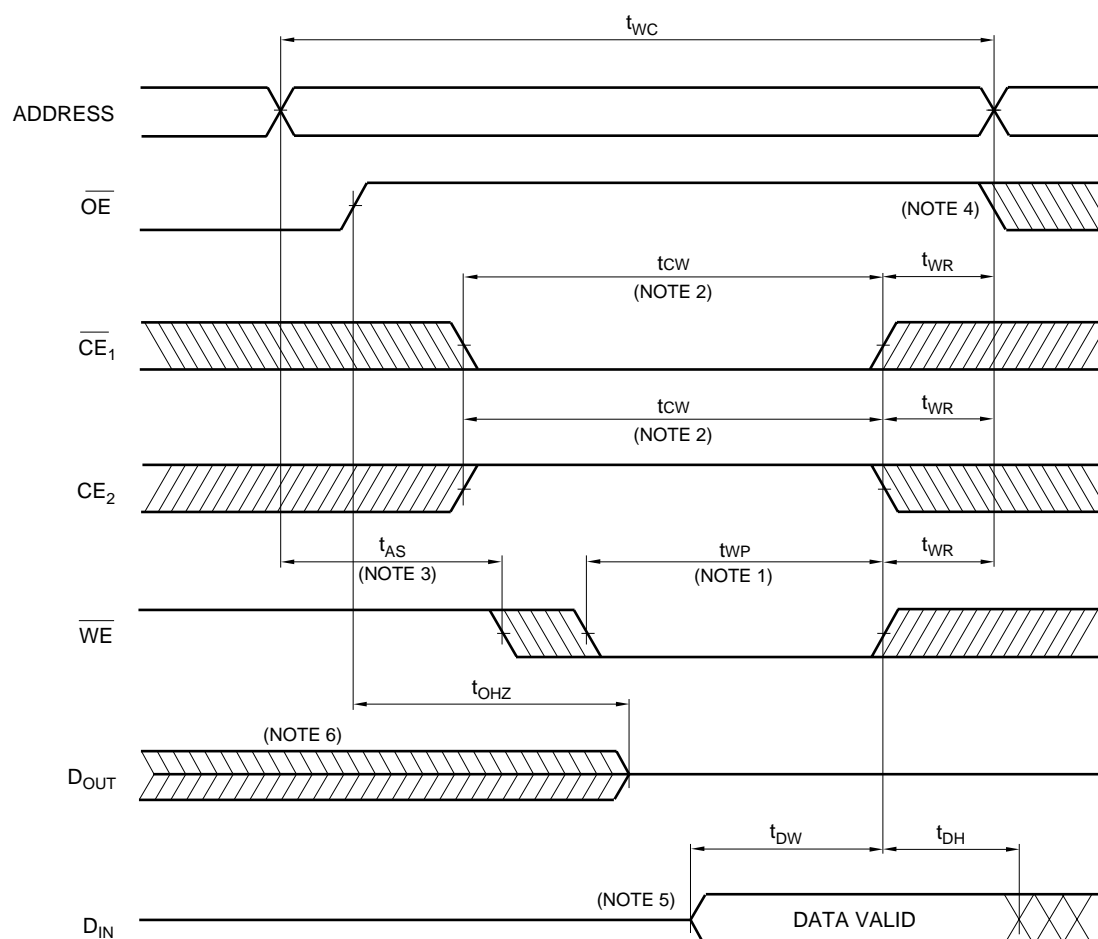 tWC
ADDRESS
OE
(NOTE 4)
tCW
tWR
(NOTE 2)
CE1
tCW
tWR
(NOTE 2)
CE2
tAS
tWP
tWR
(NOTE 3)
(NOTE 1)
WE
tOHZ
(NOTE 6)
DOUT
tDW
tDH
(NOTE 5)
DIN
DATA VALID